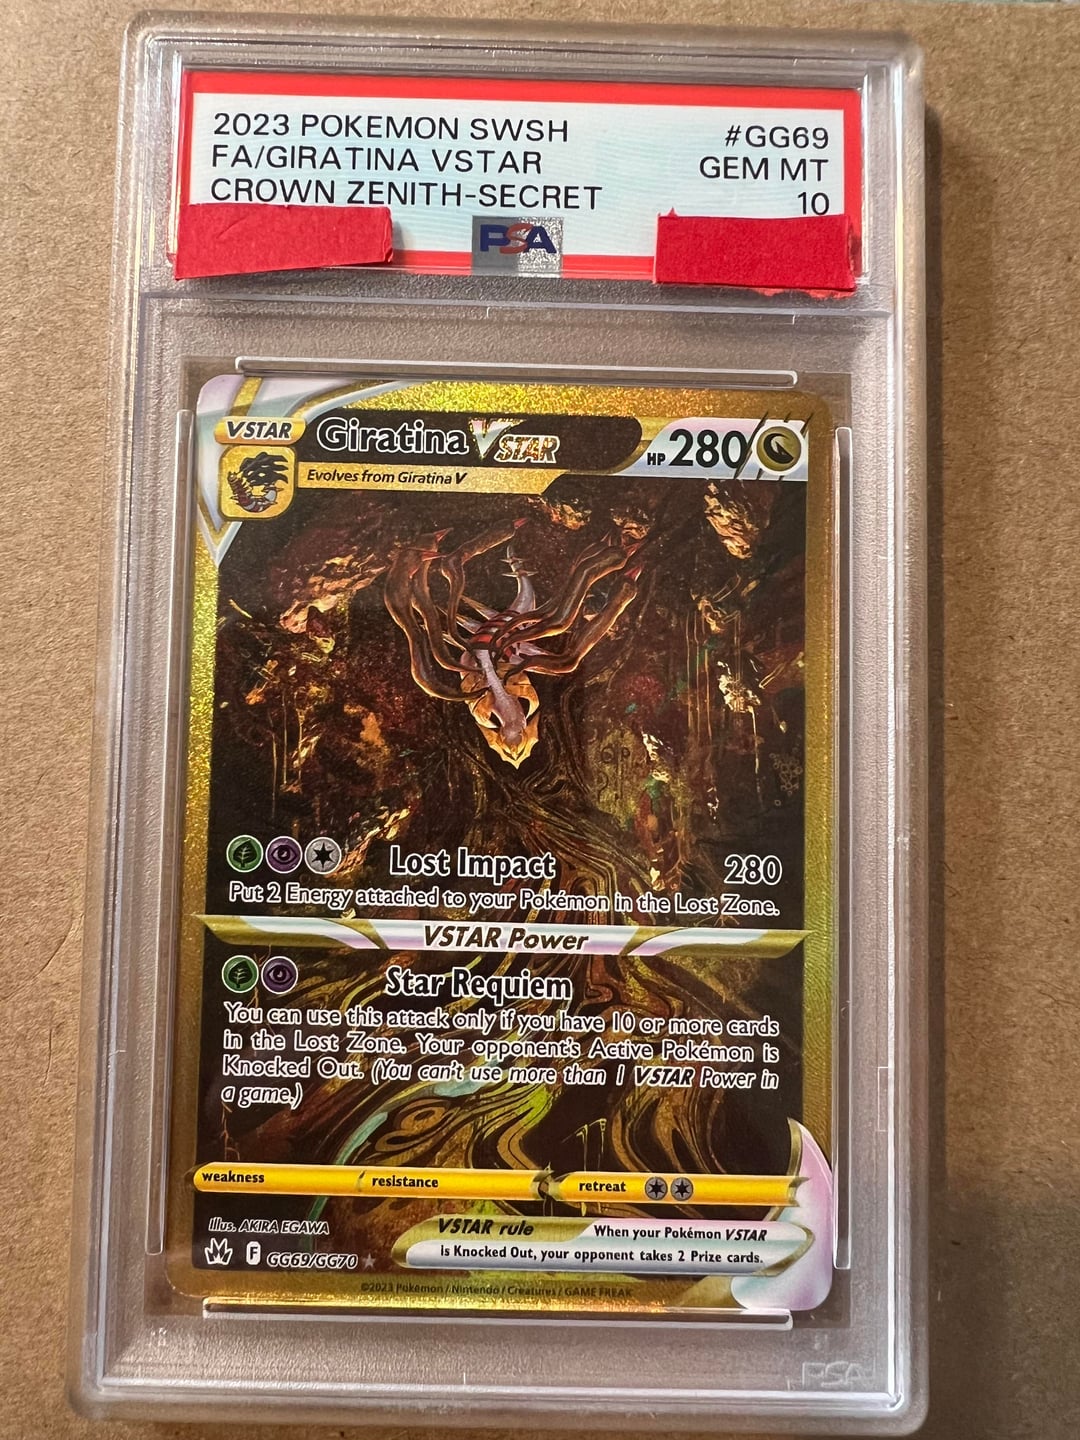 2023 POKEMON SWSH
#GG69
FA/GIRATINA VSTAR
GEM MT
CROWN ZENITH-SECRET
10
PSA
VSTAR
Giratina VSTAR
HP 280
Evolves from Giratina V
Lost Impact 280
Put 2 Energy attached to your Pokémon in the Lost Zone.
VSTAR Power
Star Requiem
You can use this attack only if you have 10 or more cards
in the Lost Zone. Your opponent's Active Pokémon is
Knocked Out. (You can't use more than 1 VSTAR Power in
a game.)
weakness resistance retreat
Illus. AKIRA EGAWA
F GG69/GG70
VSTAR rule When your Pokémon VSTAR
is Knocked Out, your opponent takes 2 Prize cards.
©2023 Pokémon / Nintendo / Creatures / GAME FREAK
PSA